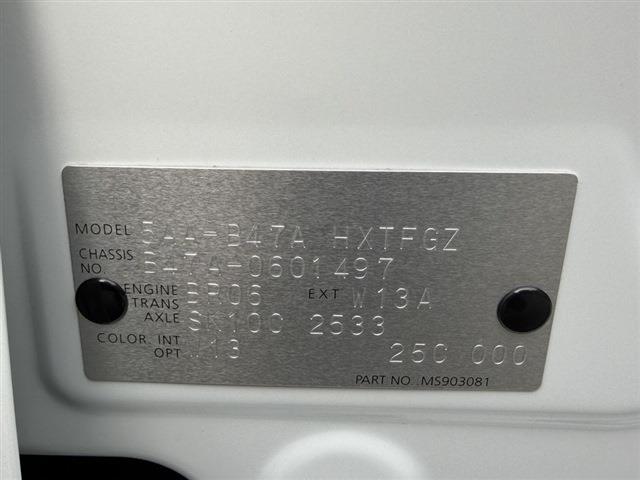 MODEL 5AA-B47A HXTFGZ
CHASSIS NO. B47A-0601497
ENGINE BR06 EXT W13A
TRANS AXLE 2533
COLOR. INT
OPT W13 25C 000
PART NO . MS903081